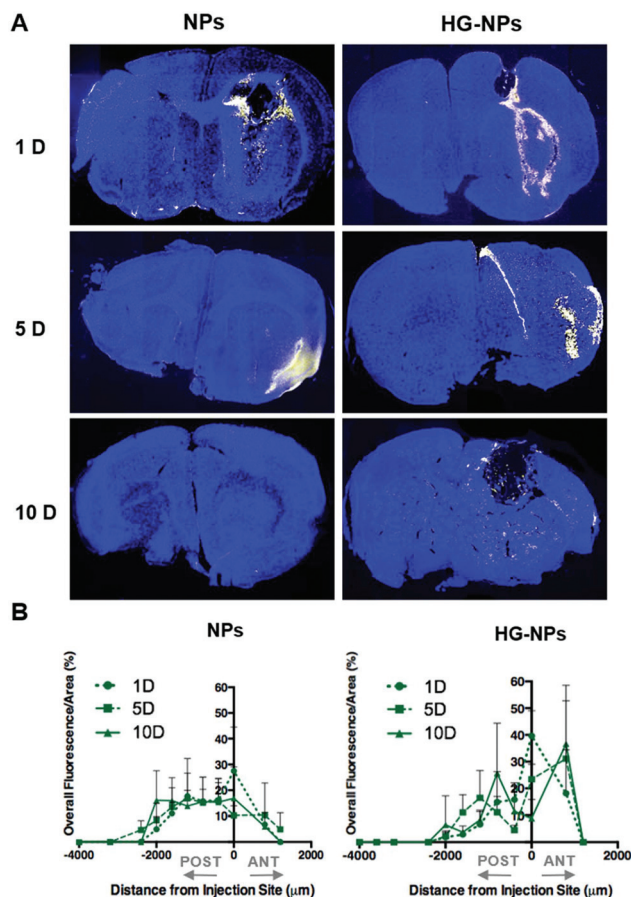 A
NPs
HG-NPs
1 D
5 D
10 D
B
NPs
HG-NPs
Overall Fluorescence/Area (%)
60
50
40
30
20
10
1D
5D
10D
-4000
-2000
0
2000
POST
ANT
Distance from Injection Site (μm)
Overall Fluorescence/Area (%)
60
50
40
30
20
10
1D
5D
10D
-4000
-2000
0
2000
POST
ANT
Distance from Injection Site (μm)